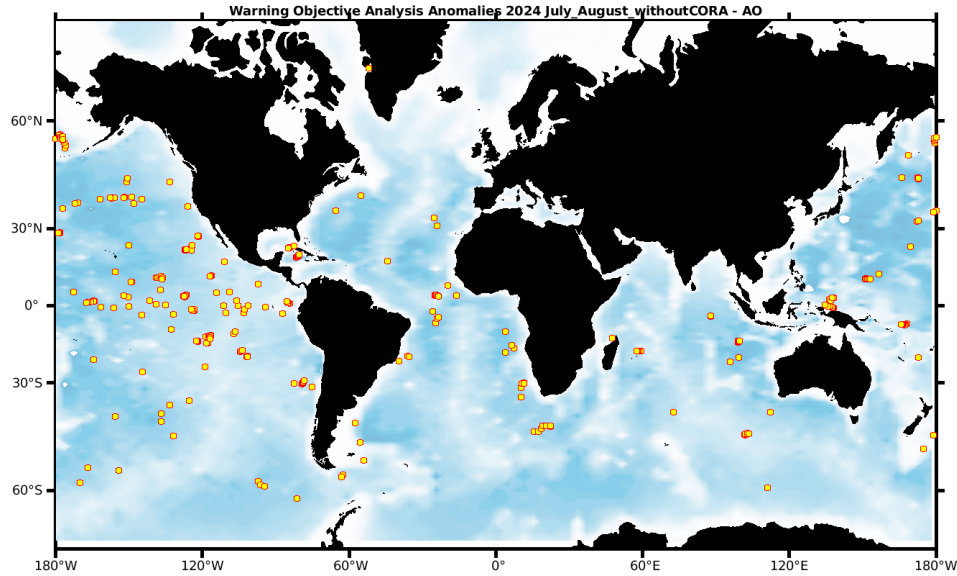 Warning Objective Analysis Anomalies 2024 July_August_withoutCORA - AO
60°N
30°N
0°
30°S
60°S
180°W 120°W 60°W 0° 60°E 120°E 180°W